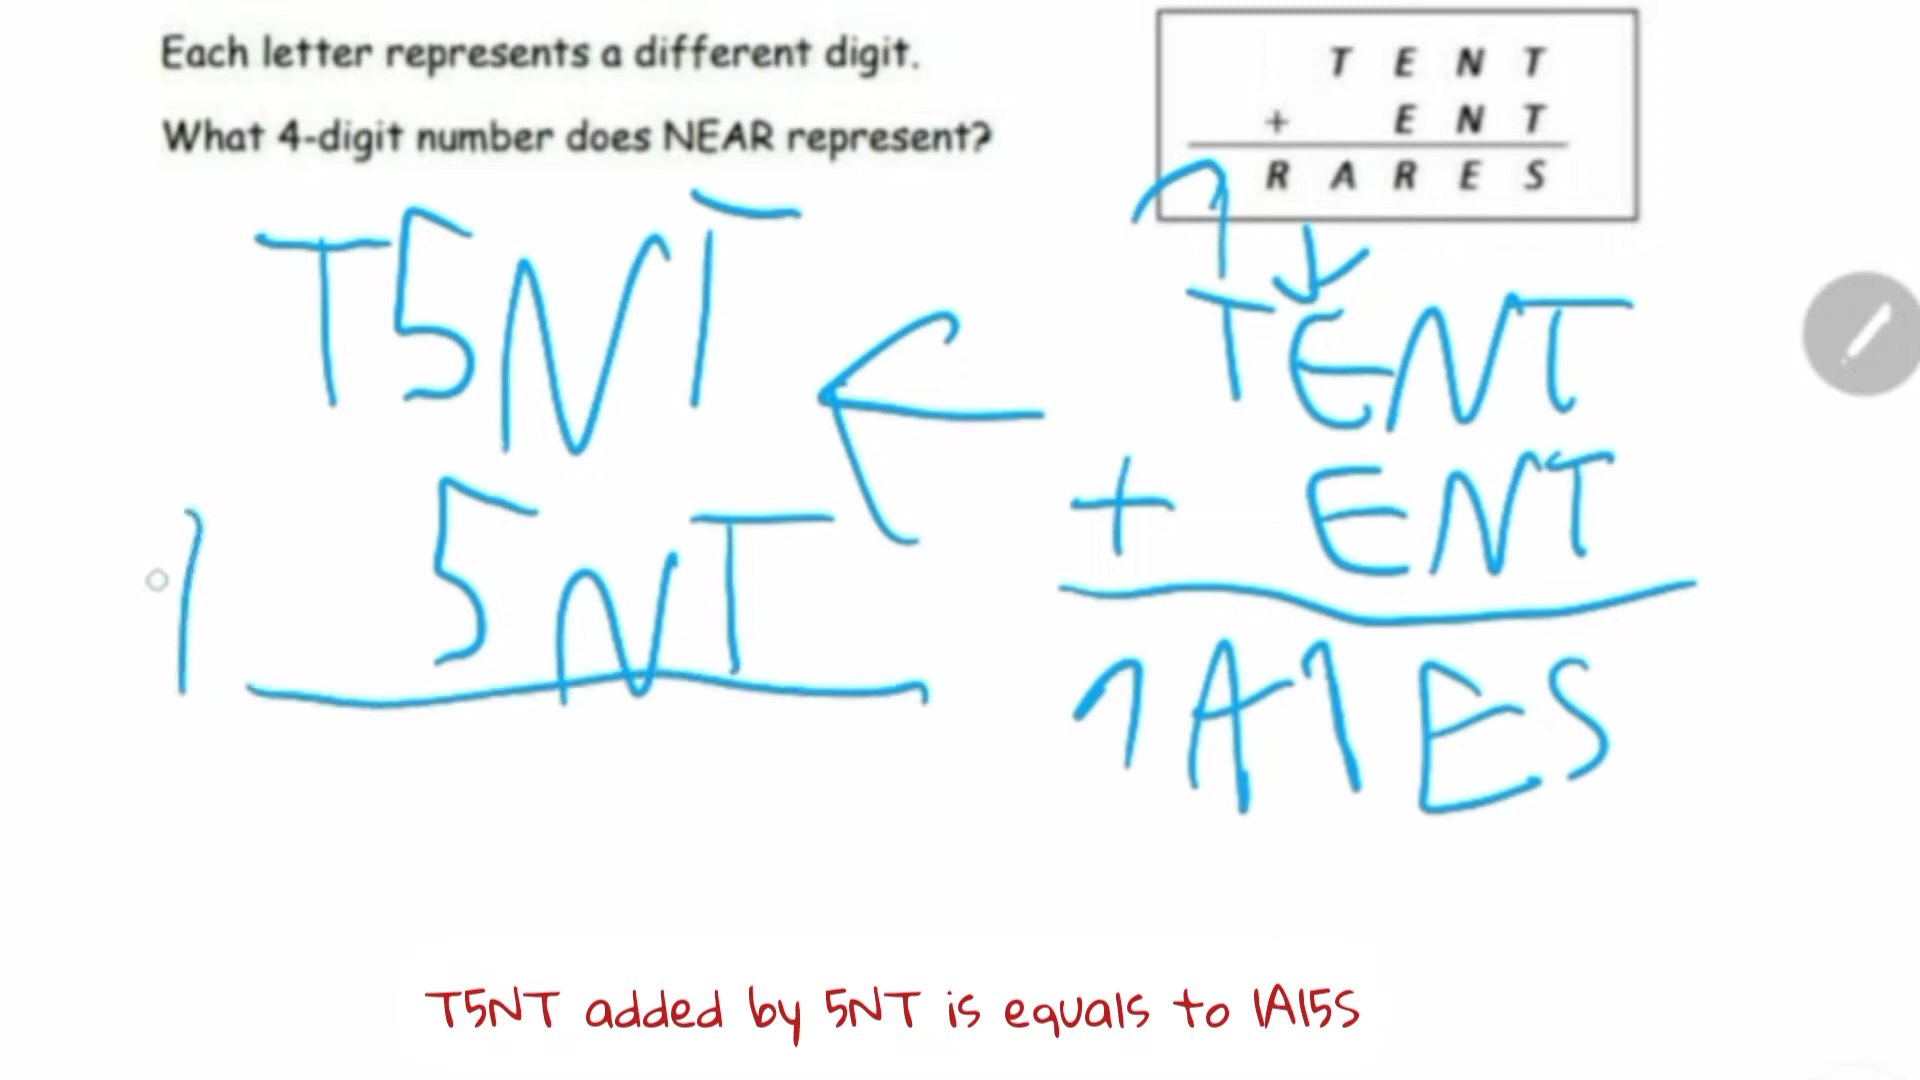 Each letter represents a different digit.
What 4-digit number does NEAR represent?
T E N T
+ E N T
R A R E S
T5NT
1 5NT
1
TENT
+ ENT
1A1ES
T5NT added by 5NT is equals to 1A15S